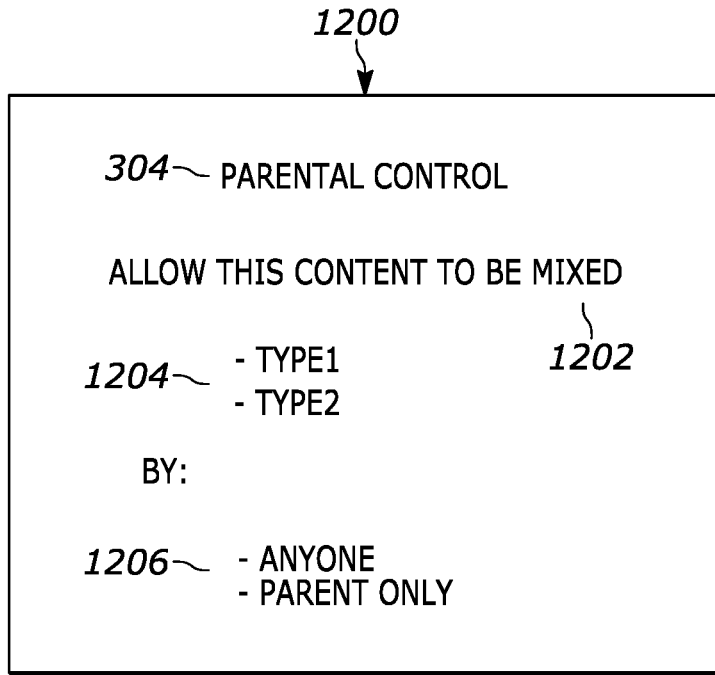 1200
304 PARENTAL CONTROL
ALLOW THIS CONTENT TO BE MIXED
1202
1204 - TYPE1
- TYPE2
BY:
1206 - ANYONE
- PARENT ONLY